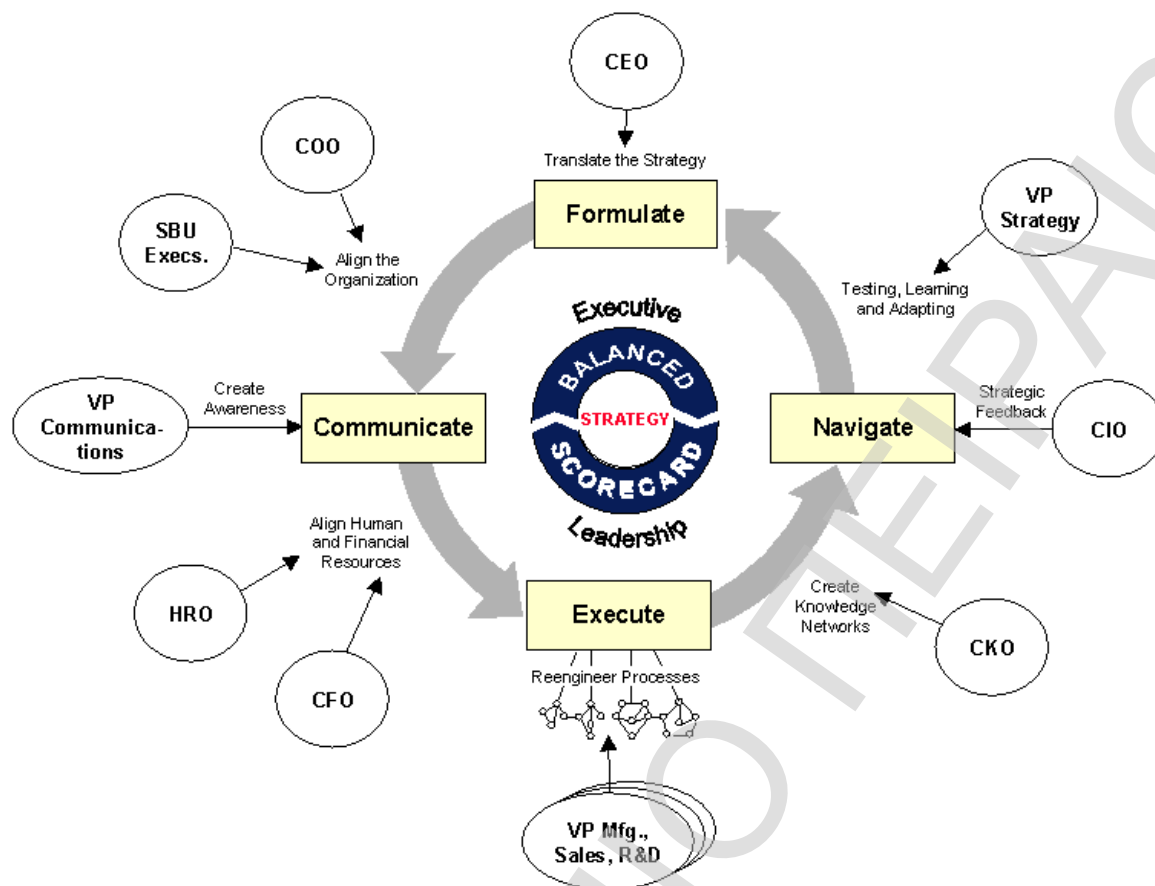 CEO
Translate the Strategy
Formulate
COO
SBU
Execs.
Align the
Organization
VP
Strategy
Testing, Learning
and Adapting
Executive
BALANCED
STRATEGY
SCORECARD
Leadership
VP
Communica-
tions
Create
Awareness
Communicate
Navigate
Strategic
Feedback
CIO
Align Human
and Financial
Resources
HRO
CFO
Execute
Reengineer Processes
VP Mfg.,
Sales, R&D
Create
Knowledge
Networks
CKO
ΠΕΙΡΑΙ